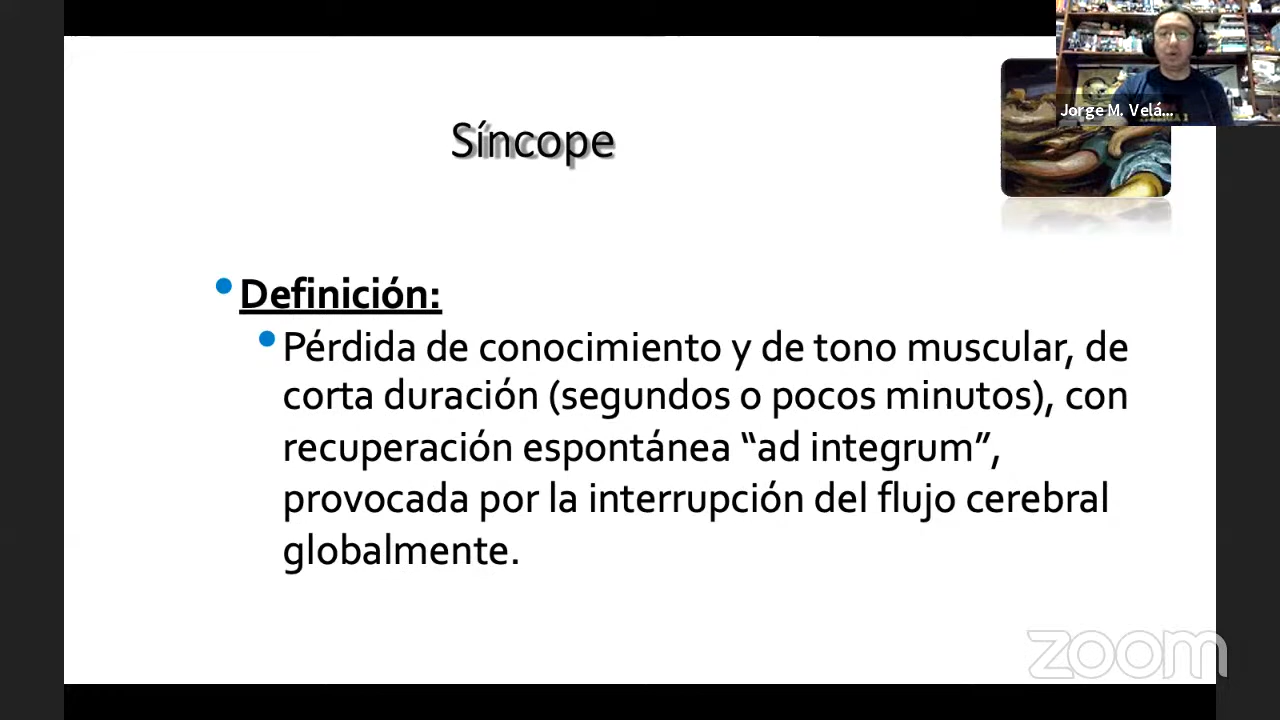 Jorge M. Velá...
Síncope
Definición:
Pérdida de conocimiento y de tono muscular, de
corta duración (segundos o pocos minutos), con
recuperación espontánea “ad integrum”,
provocada por la interrupción del flujo cerebral
globalmente.
zoom